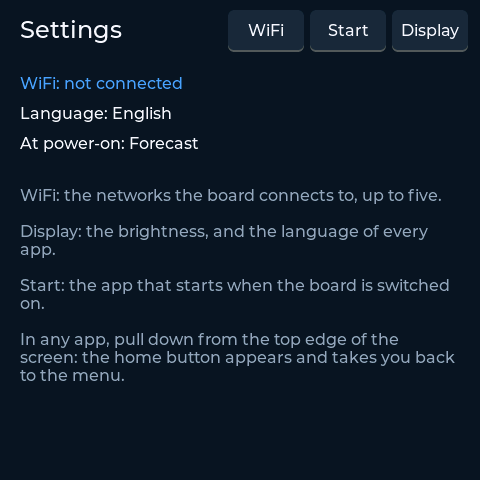 Settings
WiFi
Start
Display
WiFi: not connected
Language: English
At power-on: Forecast
WiFi: the networks the board connects to, up to five.
Display: the brightness, and the language of every
app.
Start: the app that starts when the board is switched
on.
In any app, pull down from the top edge of the
screen: the home button appears and takes you back
to the menu.